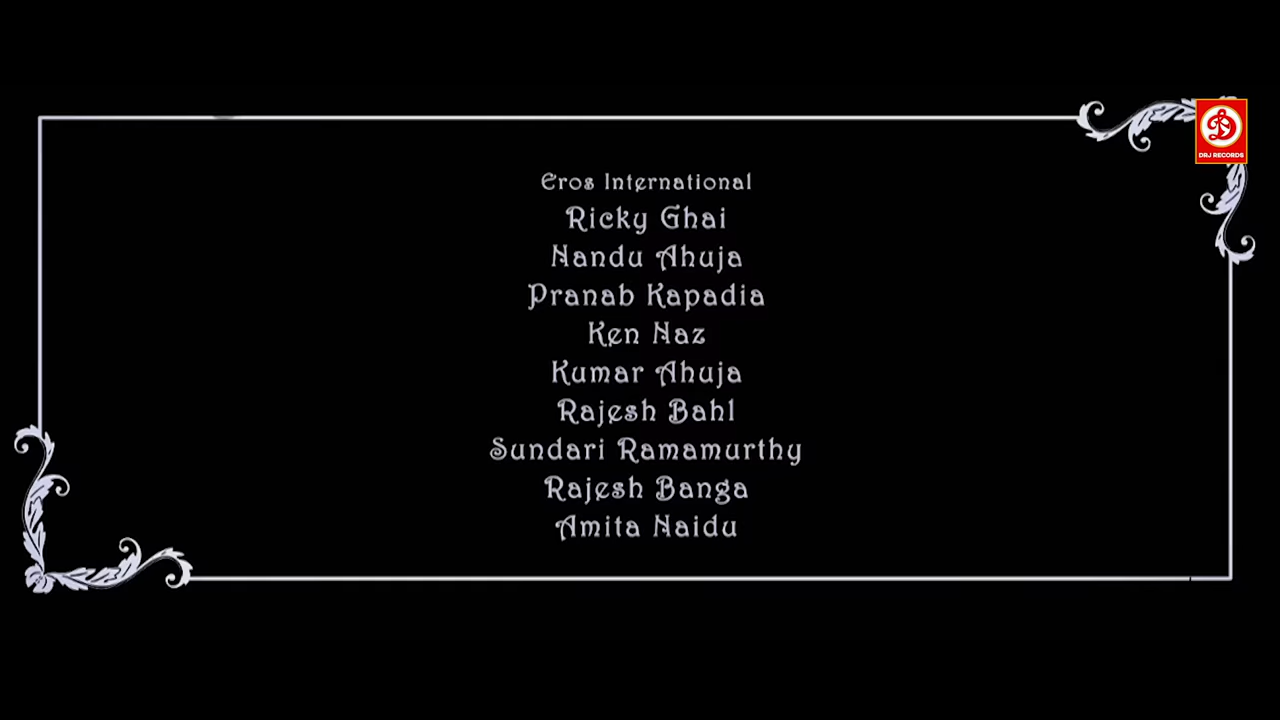 DRJ RECORDS
Eros International
Ricky Ghai
Nandu Ahuja
Pranab Kapadia
Ken Naz
Kumar Ahuja
Rajesh Bahl
Sundari Ramamurthy
Rajesh Banga
Amita Naidu